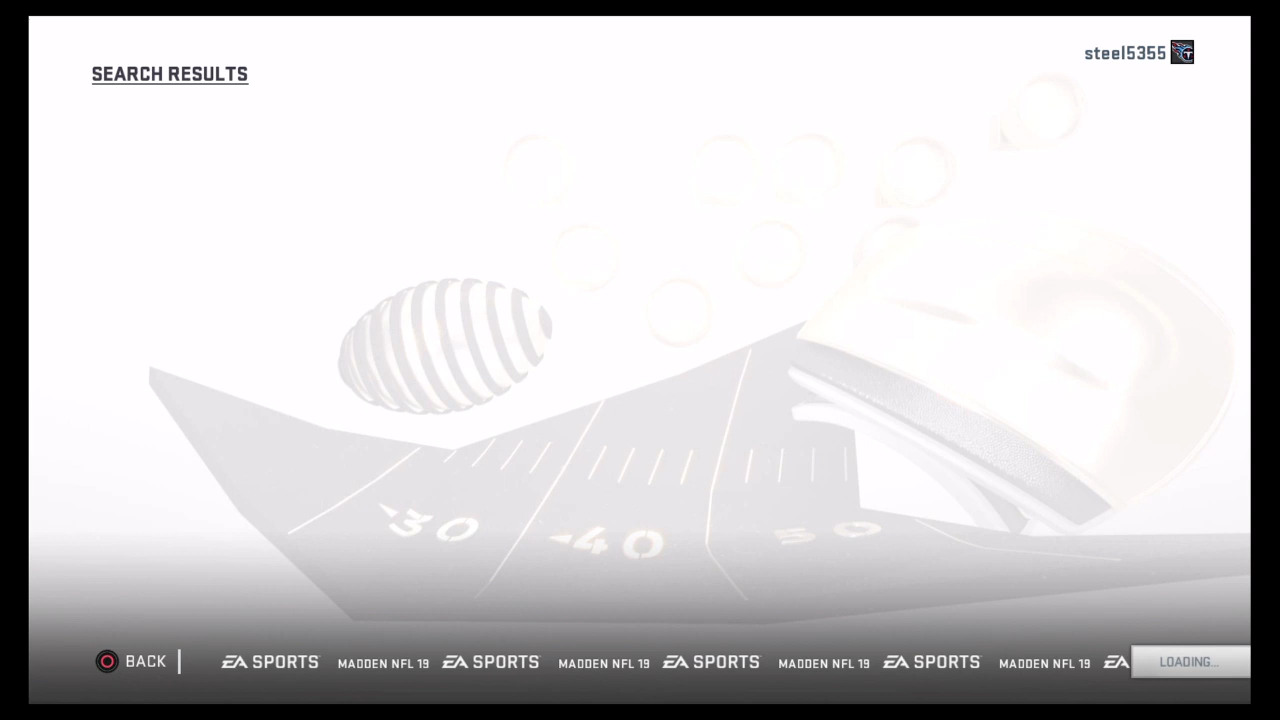 SEARCH RESULTS
steel5355
30 40 50
BACK EA SPORTS MADDEN NFL 19 EA SPORTS MADDEN NFL 19 EA SPORTS MADDEN NFL 19 EA SPORTS MADDEN NFL 19 EA LOADING...